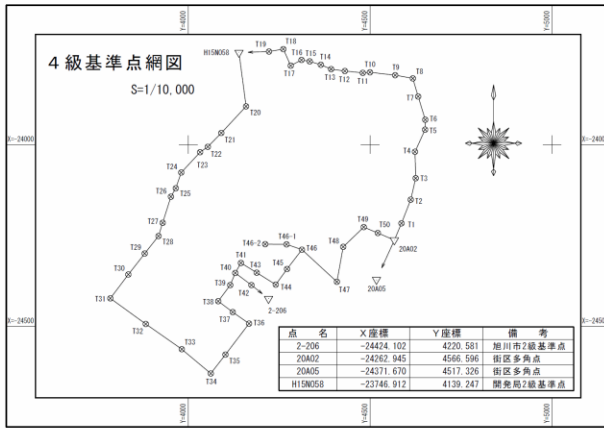 Y=4000
Y=4500
Y=5000
4級基準点網図
S=1/10,000
H15N058
T19
T18
T17
T16
T15
T14
T13
T12
T11
T10
T9
T8
T7
T6
T5
T4
T3
T2
T1
T20
T21
T22
T23
T24
T25
T26
T27
T28
T29
T30
T31
T32
T33
T34
T35
T36
T37
T38
T39
T40
T41
T42
T43
T44
T45
T46
T46-1
T46-2
T47
T48
T49
T50
20A02
20A05
2-206
X=-24000
X=-24000
X=-24500
X=-24500
点 名 X座標 Y座標 備 考
2-206 -24424.102 4220.581 旭川市2級基準点
20A02 -24262.945 4566.596 街区多角点
20A05 -24371.670 4517.326 街区多角点
H15N058 -23746.912 4139.247 開発局2級基準点
Y=4000
Y=4500
Y=5000